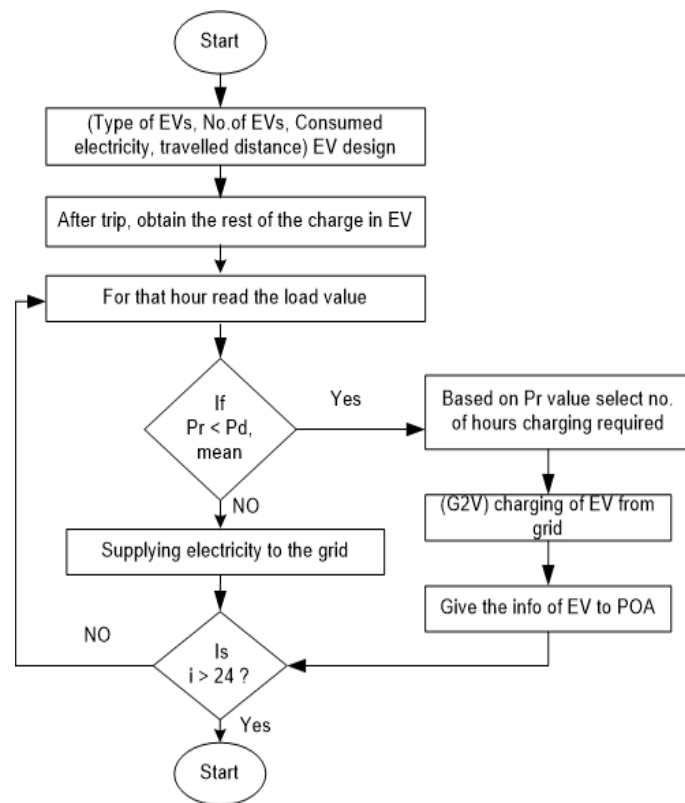 Start
(Type of EVs, No.of EVs, Consumed
electricity, travelled distance) EV design
After trip, obtain the rest of the charge in EV
For that hour read the load value
If
Pr < Pd,
mean
Yes
Based on Pr value select no.
of hours charging required
NO
(G2V) charging of EV from
grid
Supplying electricity to the grid
Give the info of EV to POA
NO
Is
i > 24 ?
Yes
Start